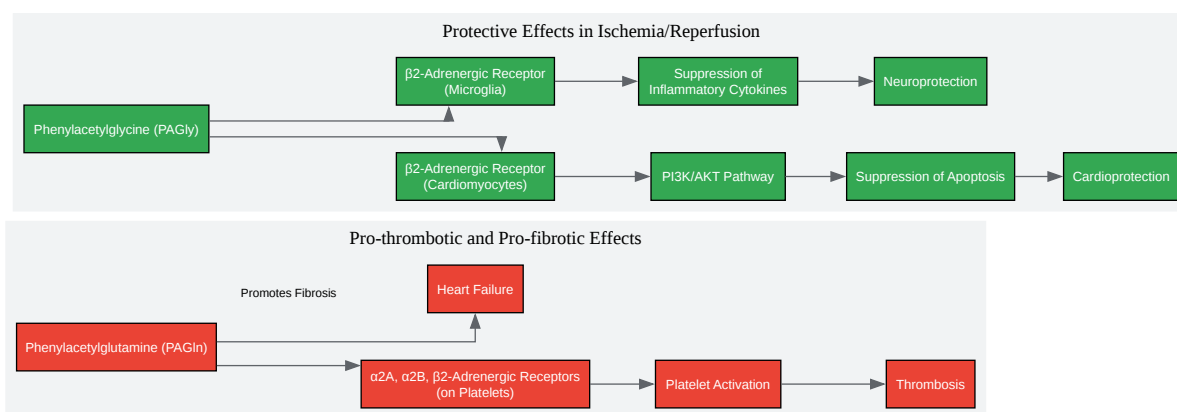 Protective Effects in Ischemia/Reperfusion
Phenylacetylglycine (PAGly)
β2-Adrenergic Receptor
(Microglia)
Suppression of
Inflammatory Cytokines
Neuroprotection
β2-Adrenergic Receptor
(Cardiomyocytes)
PI3K/AKT Pathway
Suppression of Apoptosis
Cardioprotection
Pro-thrombotic and Pro-fibrotic Effects
Promotes Fibrosis
Heart Failure
Phenylacetylglutamine (PAGln)
α2A, α2B, β2-Adrenergic Receptors
(on Platelets)
Platelet Activation
Thrombosis